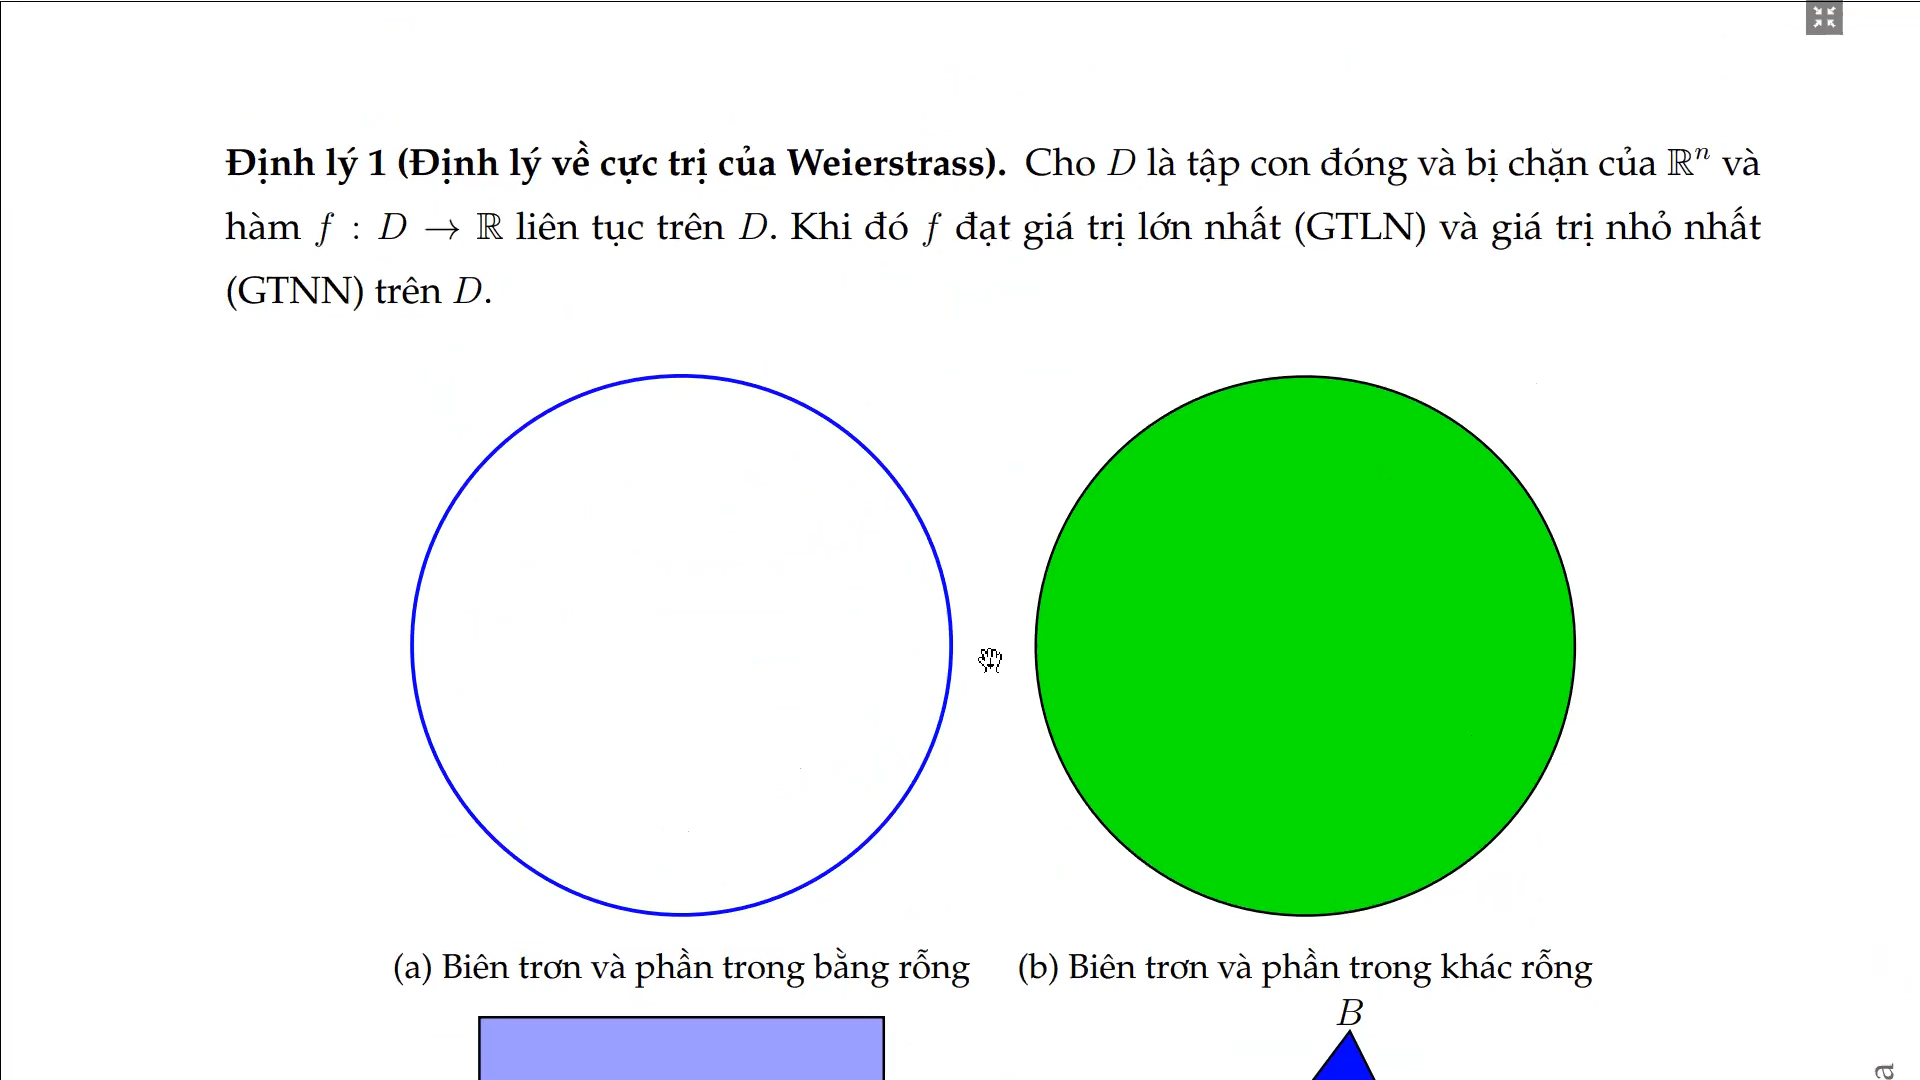 Định lý 1 (Định lý về cực trị của Weierstrass). Cho D là tập con đóng và bị chặn của ℝⁿ và
hàm f : D → ℝ liên tục trên D. Khi đó f đạt giá trị lớn nhất (GTLN) và giá trị nhỏ nhất
(GTNN) trên D.
(a) Biên trơn và phần trong bằng rỗng
(b) Biên trơn và phần trong khác rỗng
B
a